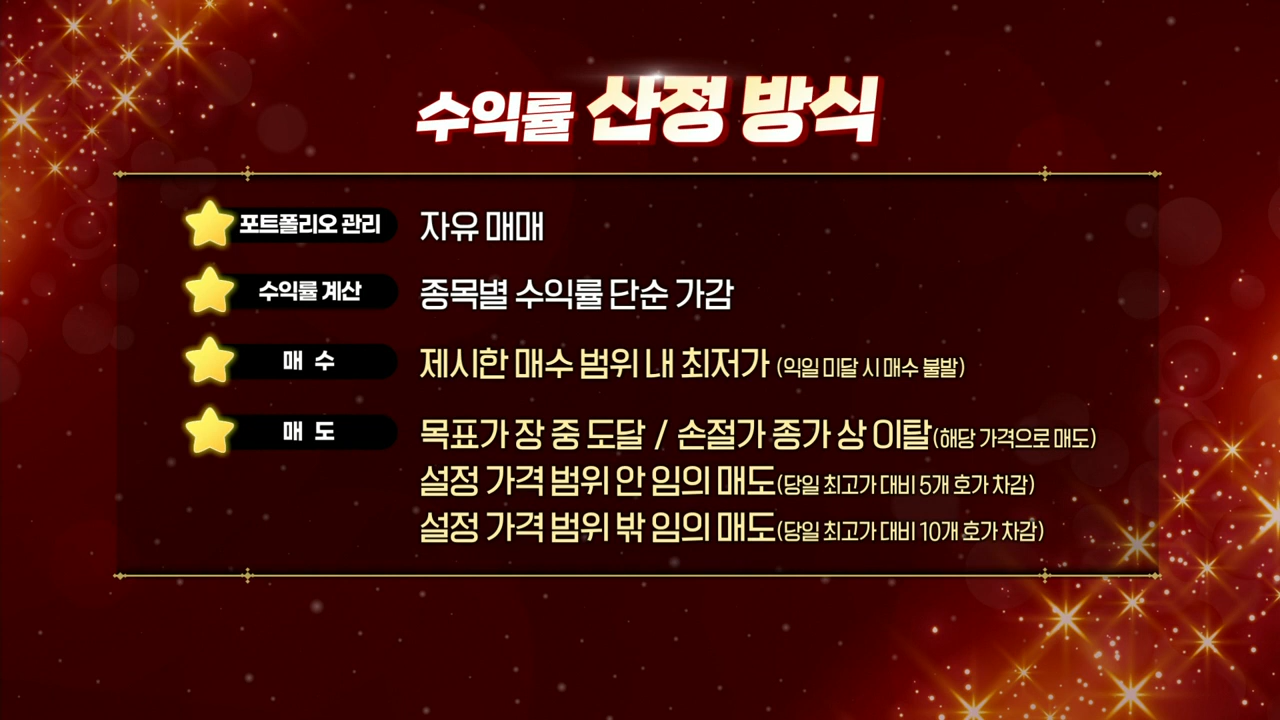 수익률 산정 방식
포트폴리오 관리 자유 매매
수익률 계산 종목별 수익률 단순 가감
매 수 제시한 매수 범위 내 최저가 (익일 미달 시 매수 불발)
매 도 목표가 장 중 도달 / 손절가 종가 상 이탈(해당 가격으로 매도)
설정 가격 범위 안 임의 매도(당일 최고가 대비 5개 호가 차감)
설정 가격 범위 밖 임의 매도(당일 최고가 대비 10개 호가 차감)